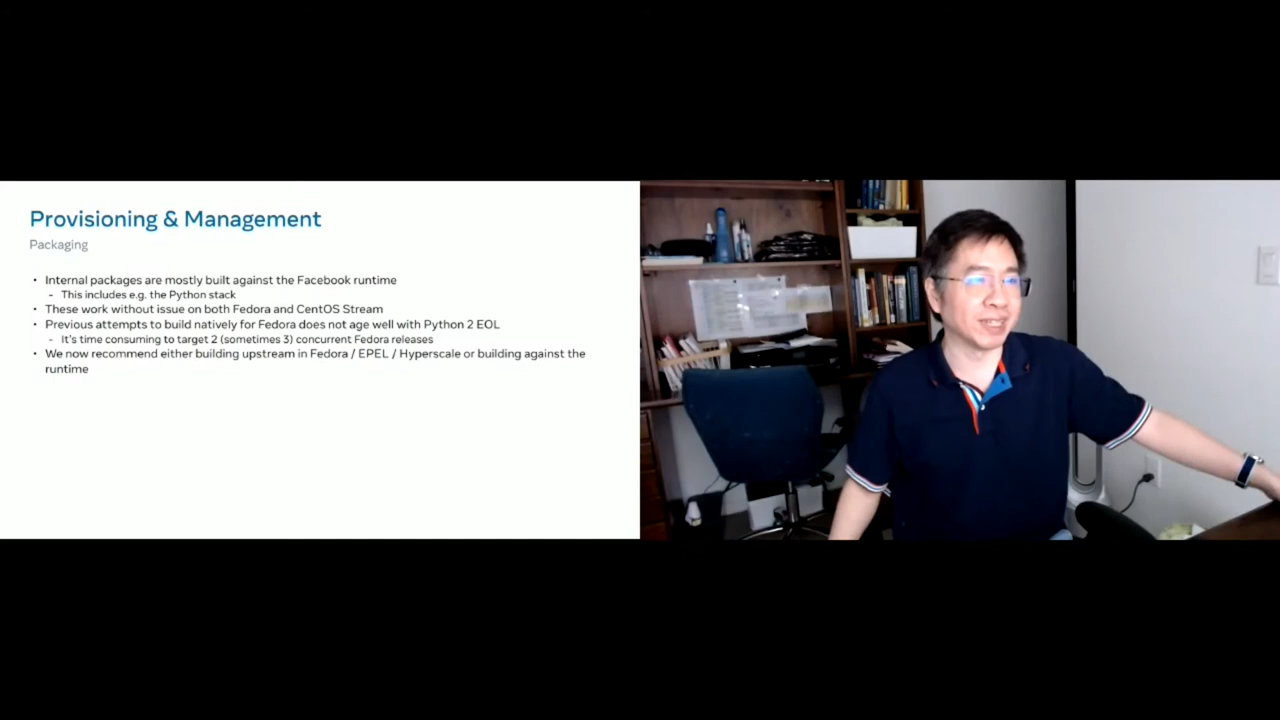 Provisioning & Management
Packaging
• Internal packages are mostly built against the Facebook runtime
- This includes e.g. the Python stack
• These work without issue on both Fedora and CentOS Stream
• Previous attempts to build natively for Fedora does not age well with Python 2 EOL
- It's time consuming to target 2 (sometimes 3) concurrent Fedora releases
• We now recommend either building upstream in Fedora / EPEL / Hyperscale or building against the
runtime